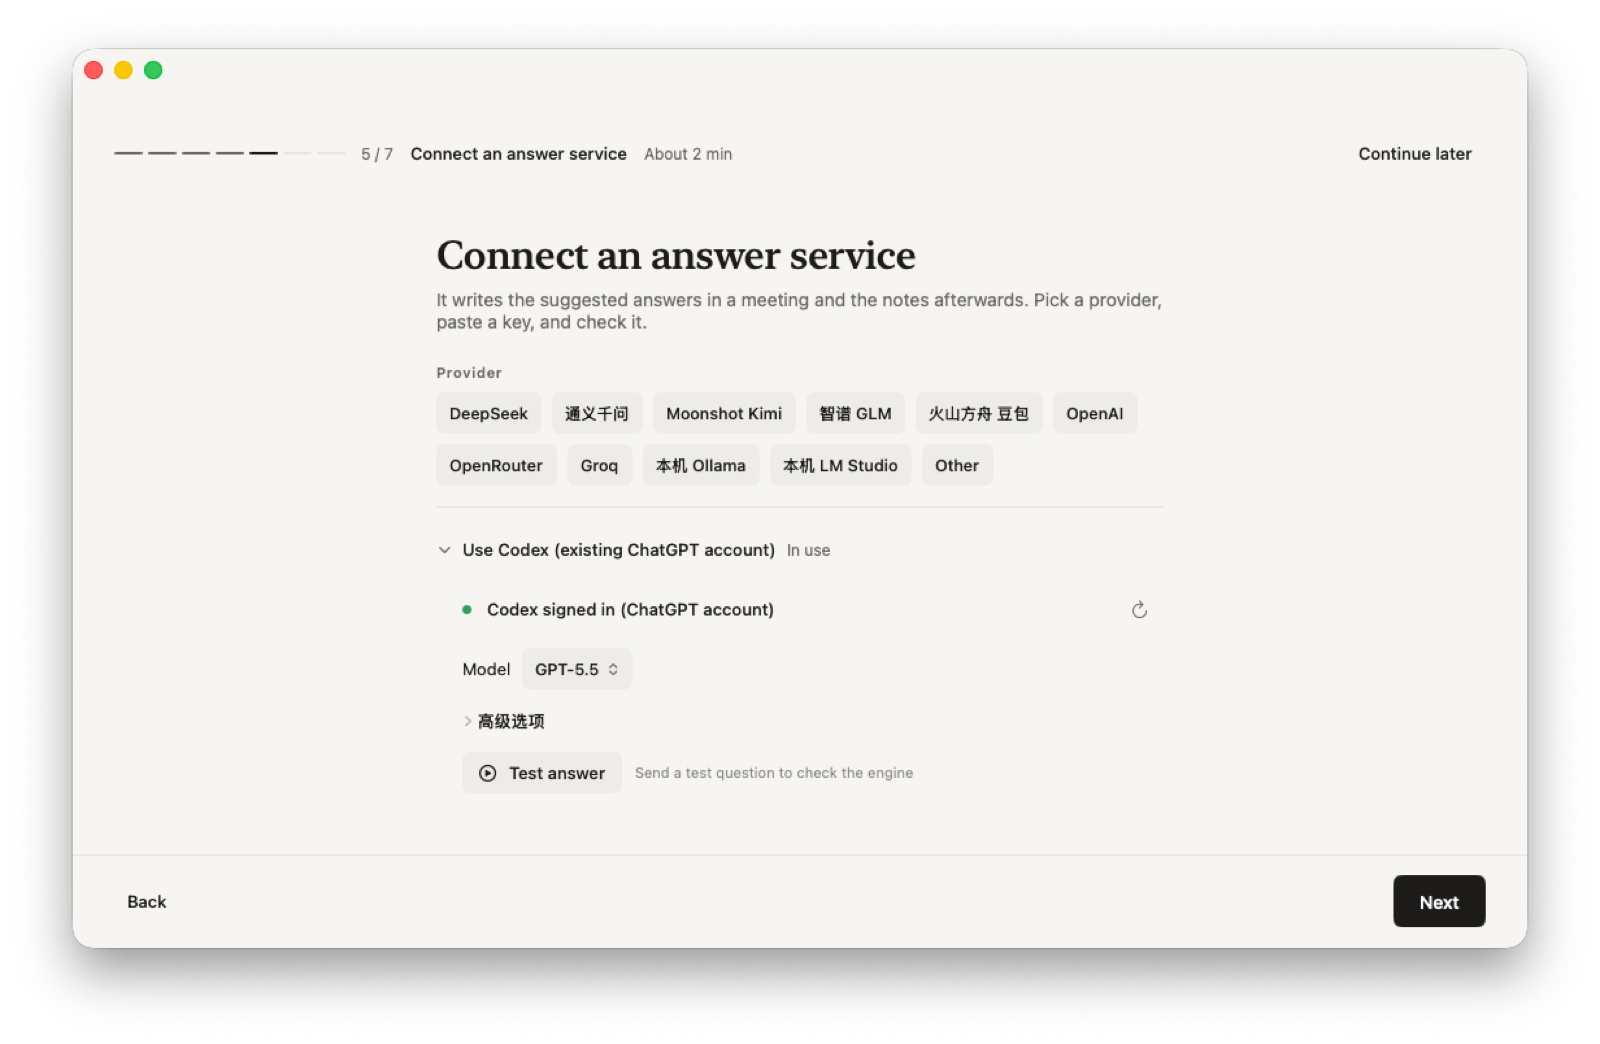 5 / 7 Connect an answer service About 2 min Continue later
Connect an answer service
It writes the suggested answers in a meeting and the notes afterwards. Pick a provider,
paste a key, and check it.
Provider
DeepSeek 通义千问 Moonshot Kimi 智谱 GLM 火山方舟 豆包 OpenAI
OpenRouter Groq 本机 Ollama 本机 LM Studio Other
Use Codex (existing ChatGPT account) In use
Codex signed in (ChatGPT account)
Model GPT-5.5
高级选项
Test answer Send a test question to check the engine
Back Next